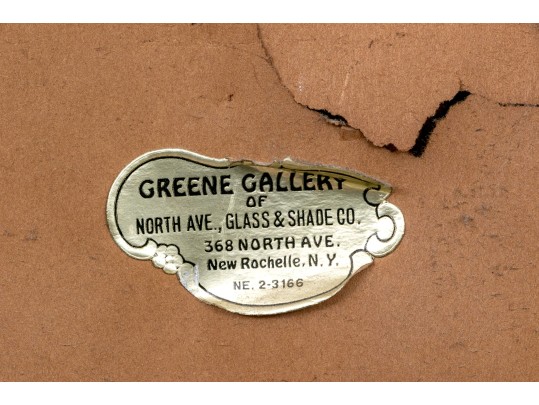 GREENE GALLERY
OF
NORTH AVE., GLASS & SHADE CO.
368 NORTH AVE.
New Rochelle, N.Y.
NE. 2-3166